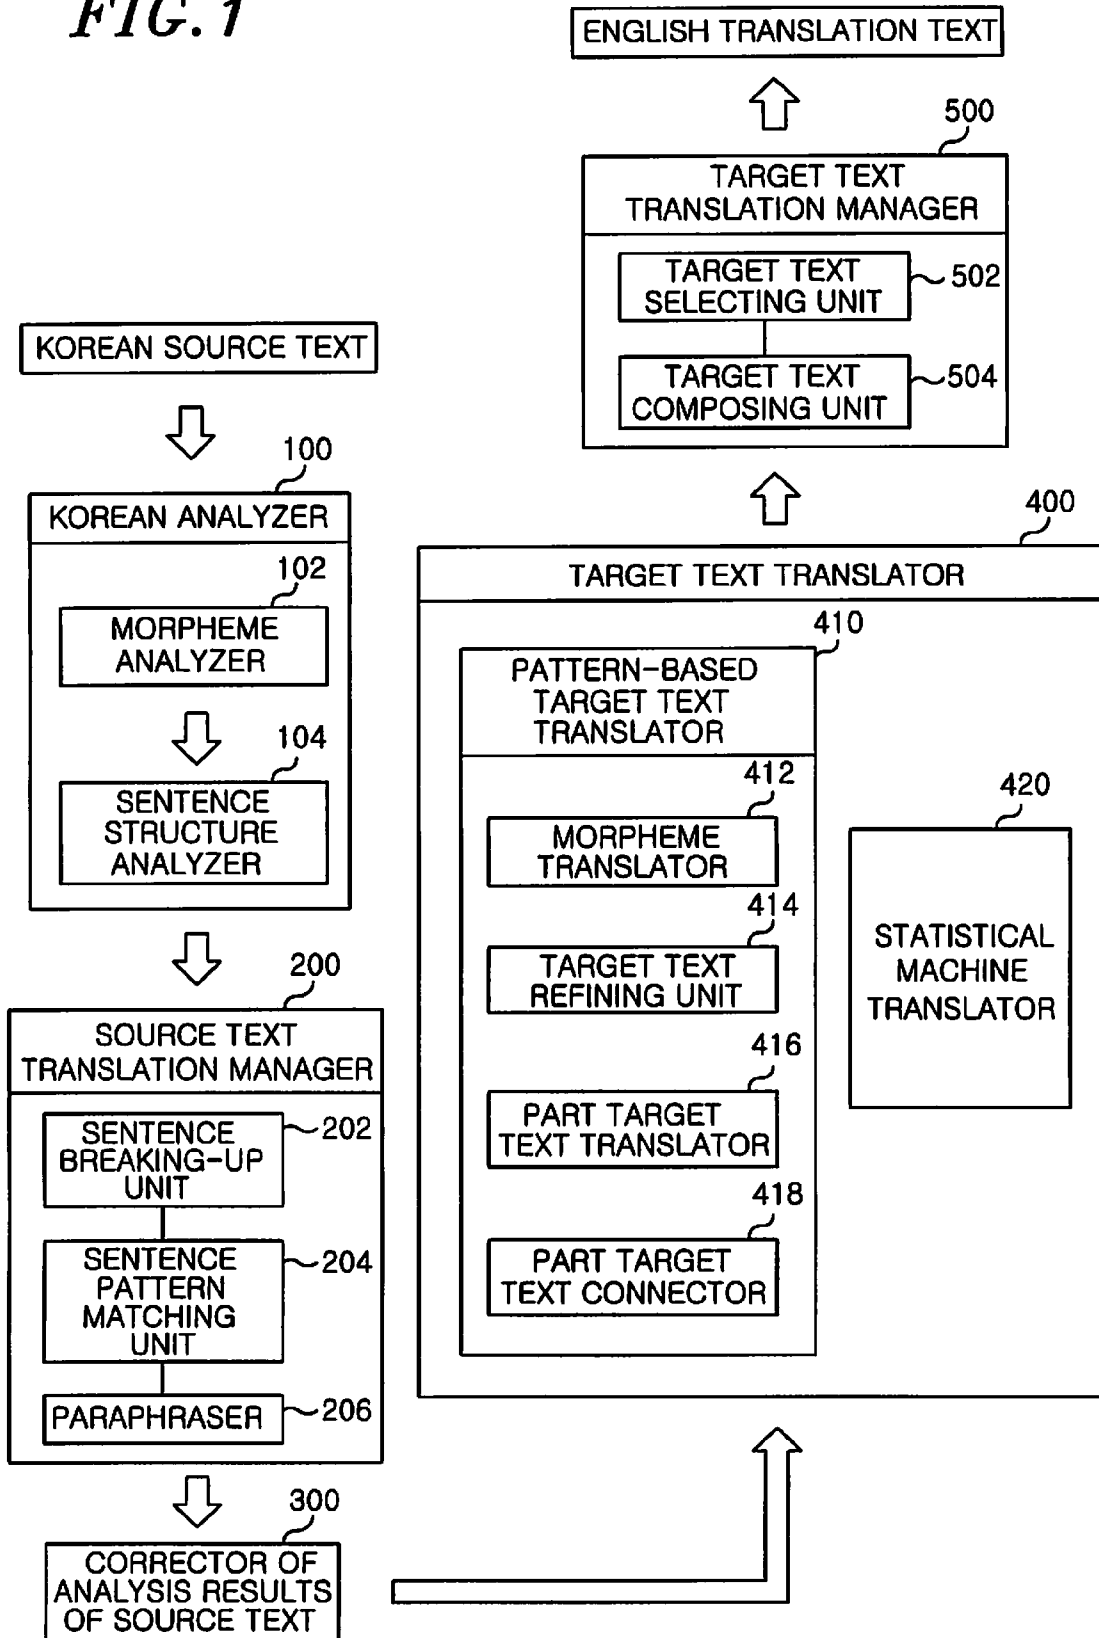 FIG. 1
KOREAN SOURCE TEXT
100
KOREAN ANALYZER
102
MORPHEME
ANALYZER
104
SENTENCE
STRUCTURE
ANALYZER
200
SOURCE TEXT
TRANSLATION MANAGER
SENTENCE
BREAKING-UP
UNIT
202
SENTENCE
PATTERN
MATCHING
UNIT
204
PARAPHRASER
206
300
CORRECTOR OF
ANALYSIS RESULTS
OF SOURCE TEXT
ENGLISH TRANSLATION TEXT
500
TARGET TEXT
TRANSLATION MANAGER
TARGET TEXT
SELECTING UNIT
502
TARGET TEXT
COMPOSING UNIT
504
400
TARGET TEXT TRANSLATOR
410
PATTERN-BASED
TARGET TEXT
TRANSLATOR
412
MORPHEME
TRANSLATOR
414
TARGET TEXT
REFINING UNIT
416
PART TARGET
TEXT TRANSLATOR
418
PART TARGET
TEXT CONNECTOR
420
STATISTICAL
MACHINE
TRANSLATOR